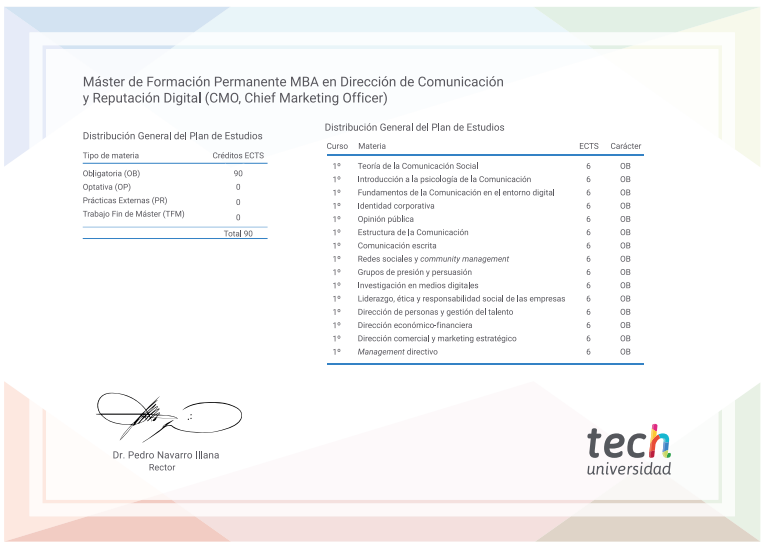 Máster de Formación Permanente MBA en Dirección de Comunicación
y Reputación Digital (CMO, Chief Marketing Officer)
Distribución General del Plan de Estudios
Tipo de materia Créditos ECTS
Obligatoria (OB) 90
Optativa (OP) 0
Prácticas Externas (PR) 0
Trabajo Fin de Máster (TFM) 0
Total 90
Distribución General del Plan de Estudios
Curso Materia ECTS Carácter
1º Teoría de la Comunicación Social 6 OB
1º Introducción a la psicología de la Comunicación 6 OB
1º Fundamentos de la Comunicación en el entorno digital 6 OB
1º Identidad corporativa 6 OB
1º Opinión pública 6 OB
1º Estructura de la Comunicación 6 OB
1º Comunicación escrita 6 OB
1º Redes sociales y community management 6 OB
1º Grupos de presión y persuasión 6 OB
1º Investigación en medios digitales 6 OB
1º Liderazgo, ética y responsabilidad social de las empresas 6 OB
1º Dirección de personas y gestión del talento 6 OB
1º Dirección económico-financiera 6 OB
1º Dirección comercial y marketing estratégico 6 OB
1º Management directivo 6 OB
Dr. Pedro Navarro Illana
Rector
tech
universidad